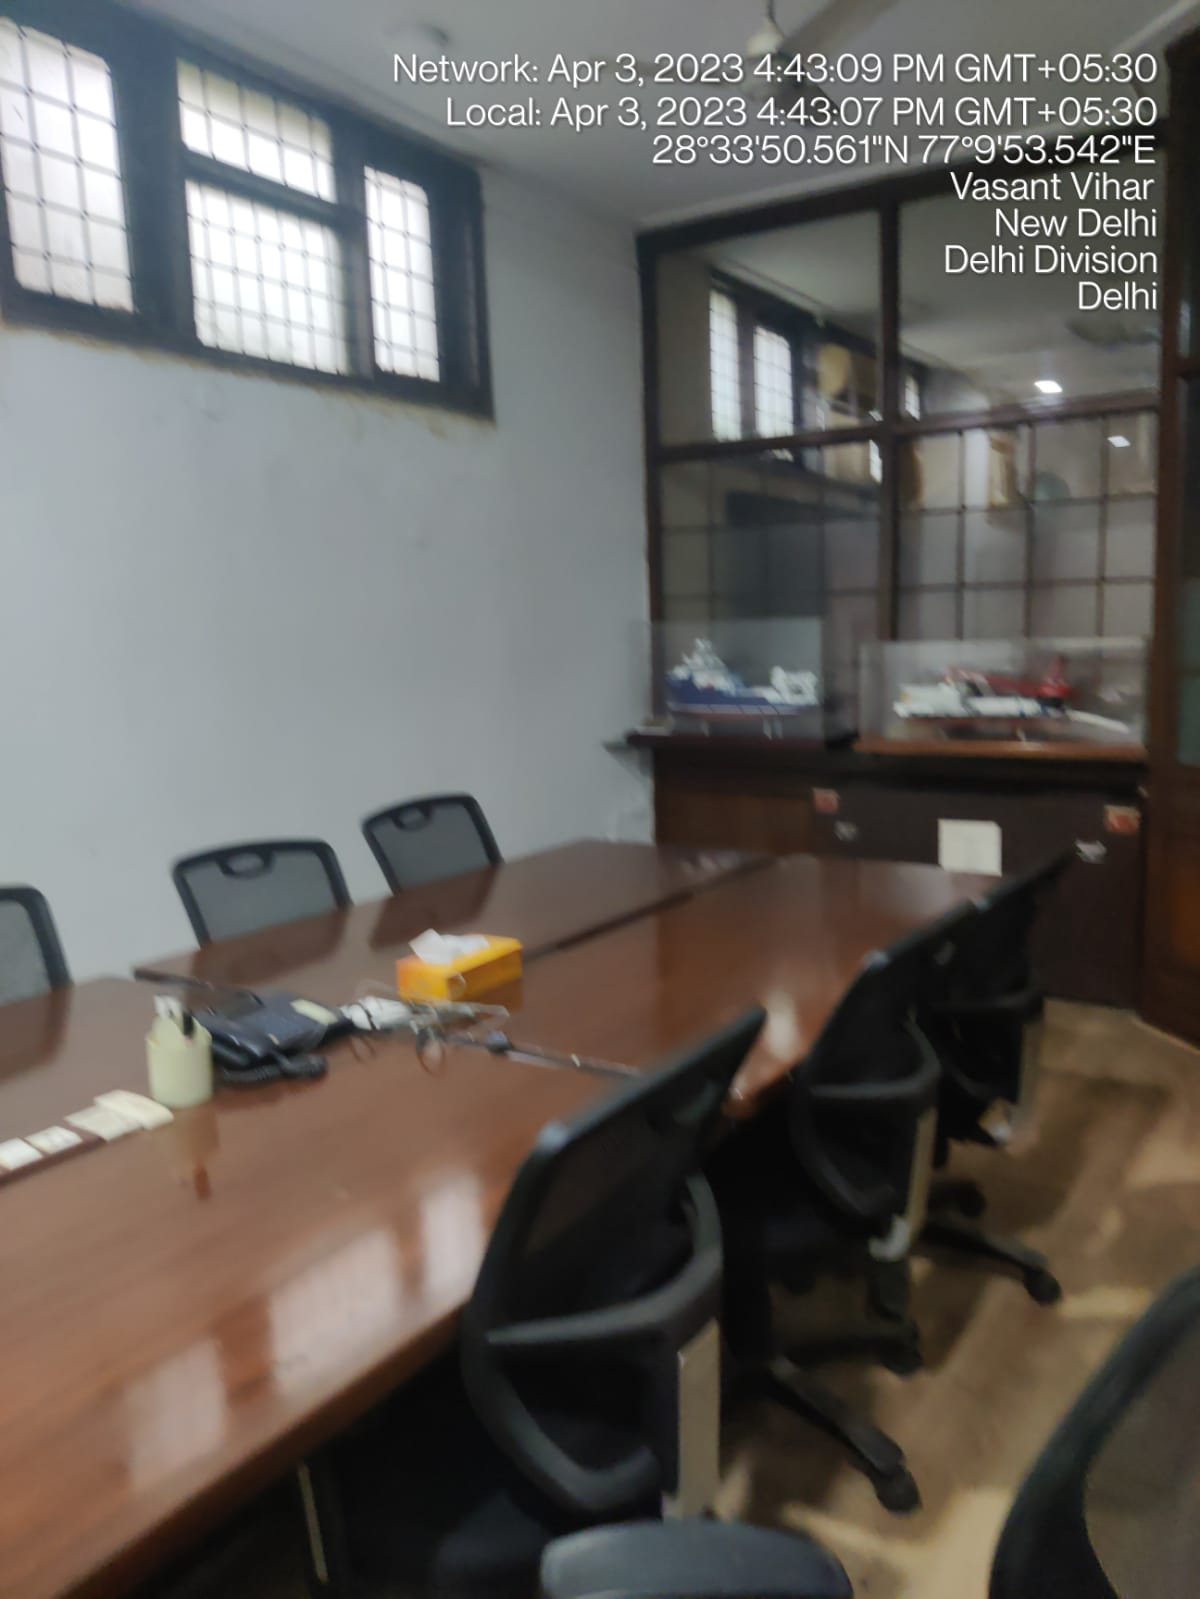 Network: Apr 3, 2023 4:43:09 PM GMT+05:30
Local: Apr 3, 2023 4:43:07 PM GMT+05:30
28°33'50.561"N 77°9'53.542"E
Vasant Vihar
New Delhi
Delhi Division
Delhi